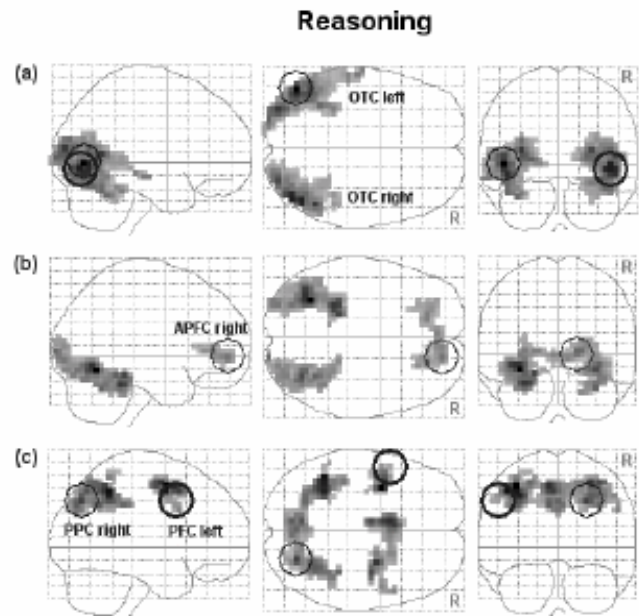 Reasoning
(a)
R
OTC left
OTC right
R
(b)
R
APFC right
R
(c)
R
PPC right
PFC left
R